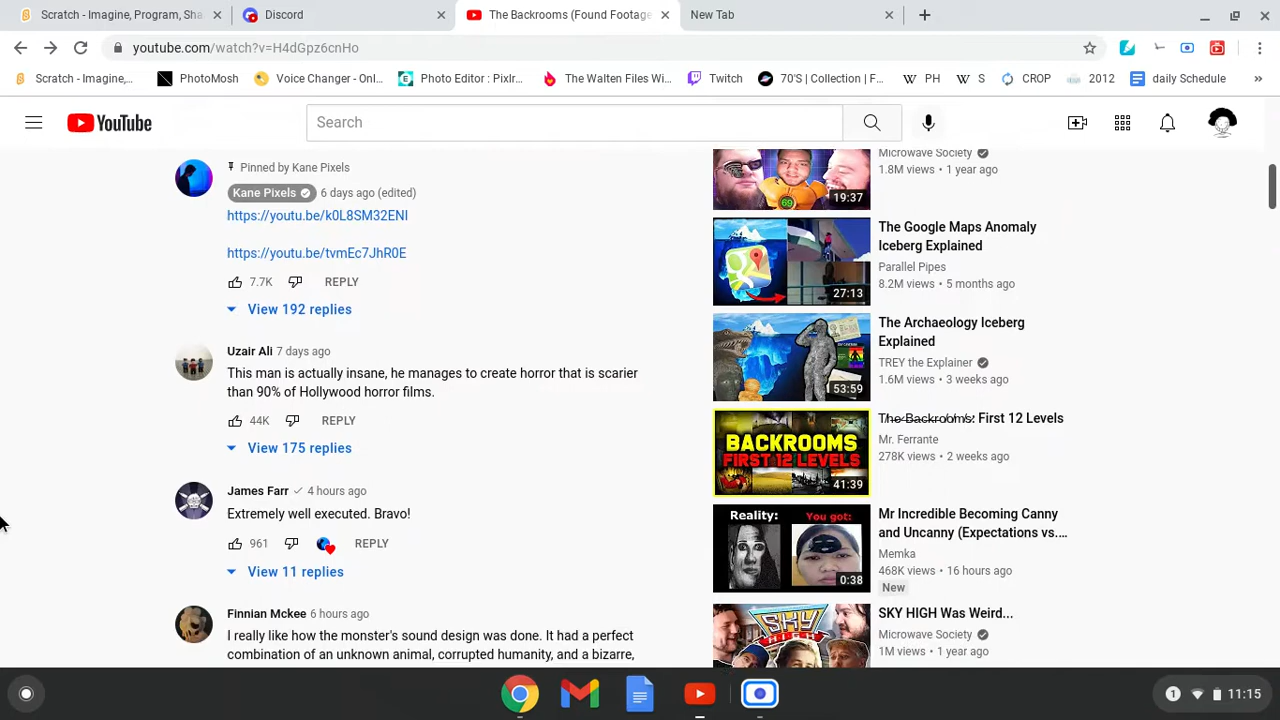 Scratch - Imagine, Program, Sha
Discord
The Backrooms (Found Footage
New Tab
youtube.com/watch?v=H4dGpz6cnHo
Scratch - Imagine,...
PhotoMosh
Voice Changer - Onl...
Photo Editor : Pixlr...
The Walten Files Wi...
Twitch
70'S | Collection | F...
PH
S
CROP
2012
daily Schedule
YouTube
Search
Pinned by Kane Pixels
Kane Pixels 6 days ago (edited)
https://youtu.be/k0L8SM32ENI
https://youtu.be/tvmEc7JhR0E
7.7K REPLY
View 192 replies
Uzair Ali 7 days ago
This man is actually insane, he manages to create horror that is scarier
than 90% of Hollywood horror films.
44K REPLY
View 175 replies
James Farr 4 hours ago
Extremely well executed. Bravo!
961 REPLY
View 11 replies
Finnian Mckee 6 hours ago
I really like how the monster's sound design was done. It had a perfect
combination of an unknown animal, corrupted humanity, and a bizarre,
69
19:37
Microwave Society
1.8M views • 1 year ago
27:13
The Google Maps Anomaly
Iceberg Explained
Parallel Pipes
8.2M views • 5 months ago
53:59
The Archaeology Iceberg
Explained
TREY the Explainer
1.6M views • 3 weeks ago
BACKROOMS
FIRST 12 LEVELS
41:39
The Backrooms: First 12 Levels
Mr. Ferrante
278K views • 2 weeks ago
Reality: You got:
0:38
Mr Incredible Becoming Canny
and Uncanny (Expectations vs....
Memka
468K views • 16 hours ago
New
SKY HIGH
SKY HIGH Was Weird...
Microwave Society
1M views • 1 year ago
1
11:15